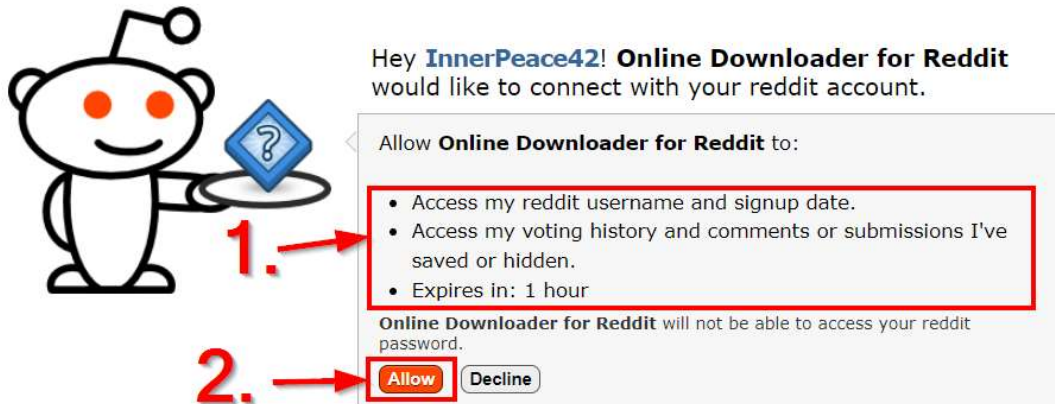 Hey InnerPeace42! Online Downloader for Reddit
would like to connect with your reddit account.
Allow Online Downloader for Reddit to:
• Access my reddit username and signup date.
• Access my voting history and comments or submissions I've
saved or hidden.
• Expires in: 1 hour
1.
Online Downloader for Reddit will not be able to access your reddit
password.
2.
Allow Decline
?